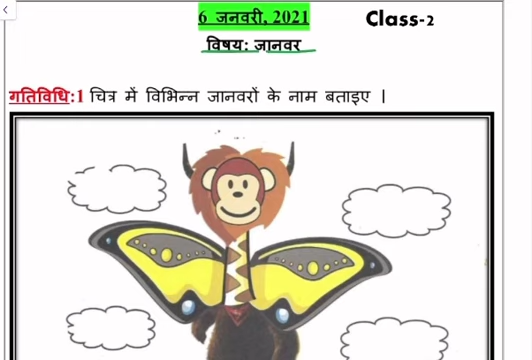 6 जनवरी, 2021 Class-2
विषय: जानवर
गतिविधि:1 चित्र में विभिन्न जानवरों के नाम बताइए |